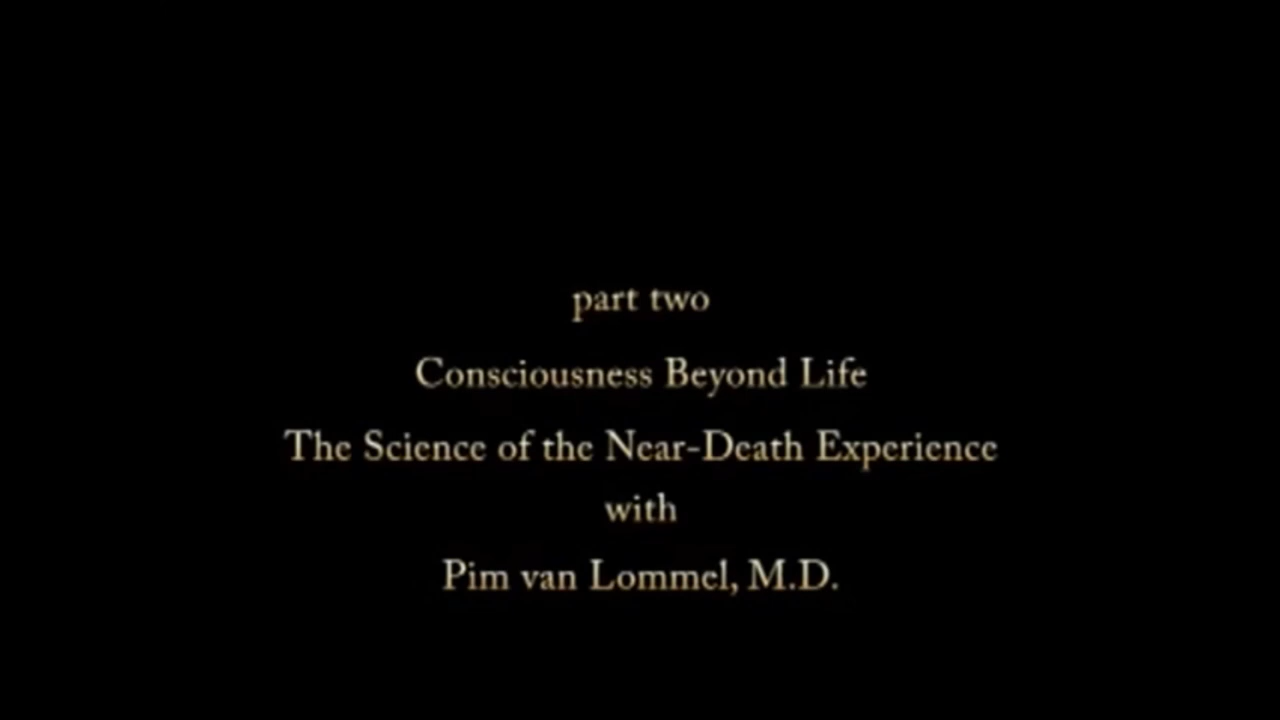 part two
Consciousness Beyond Life
The Science of the Near-Death Experience
with
Pim van Lommel, M.D.